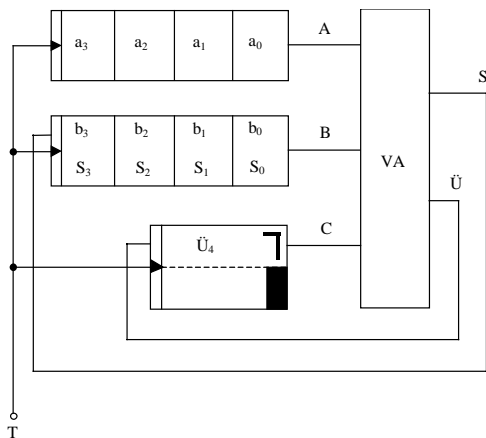 a₃ a₂ a₁ a₀ A
S
b₃ b₂ b₁ b₀ B
S₃ S₂ S₁ S₀
VA
Ü
Ü₄ C
T